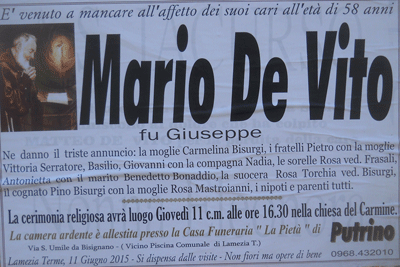 E' venuto a mancare all'affetto dei suoi cari all'età di 58 anni
Mario De Vito
fu Giuseppe
Ne danno il triste annuncio: la moglie Carmelina Bisurgi, i fratelli Pietro con la moglie
Vittoria Serratore, Basilio, Giovanni con la compagna Nadia, le sorelle Rosa ved. Frasali,
Antonietta con il marito Benedetto Bonaddio, la suocera Rosa Torchia ved. Bisurgi,
il cognato Pino Bisurgi con la moglie Rosa Mastroianni, i nipoti e parenti tutti.
La cerimonia religiosa avrà luogo Giovedì 11 c.m. alle ore 16.30 nella chiesa del Carmine.
La camera ardente è allestita presso la Casa Funeraria " La Pietà " di
Putrino
Via S. Umile da Bisignano - ( Vicino Piscina Comunale di Lamezia T.)
0968.432010
Lamezia Terme, 11 Giugno 2015 - Si dispensa dalle visite - Non fiori ma opere di bene